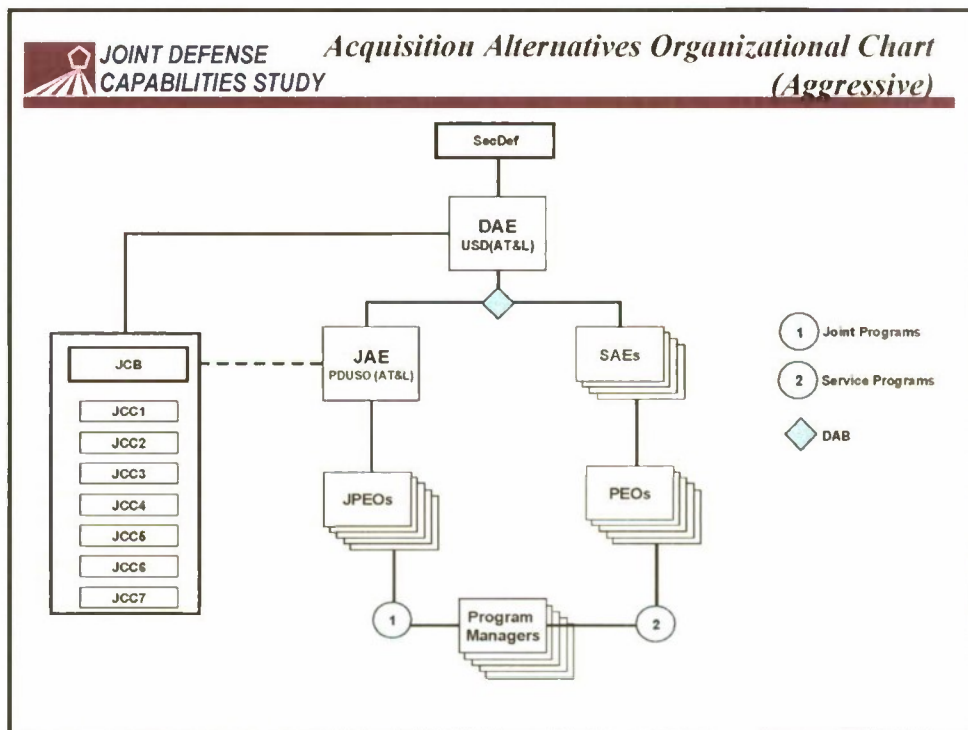 JOINT DEFENSE
CAPABILITIES STUDY
Acquisition Alternatives Organizational Chart
(Aggressive)
SecDef
DAE
USD(AT&L)
JCB
JCC1
JCC2
JCC3
JCC4
JCC5
JCC6
JCC7
JAE
PDUSO (AT&L)
SAEs
JPEOs
PEOs
1
Program
Managers
2
1 Joint Programs
2 Service Programs
DAB